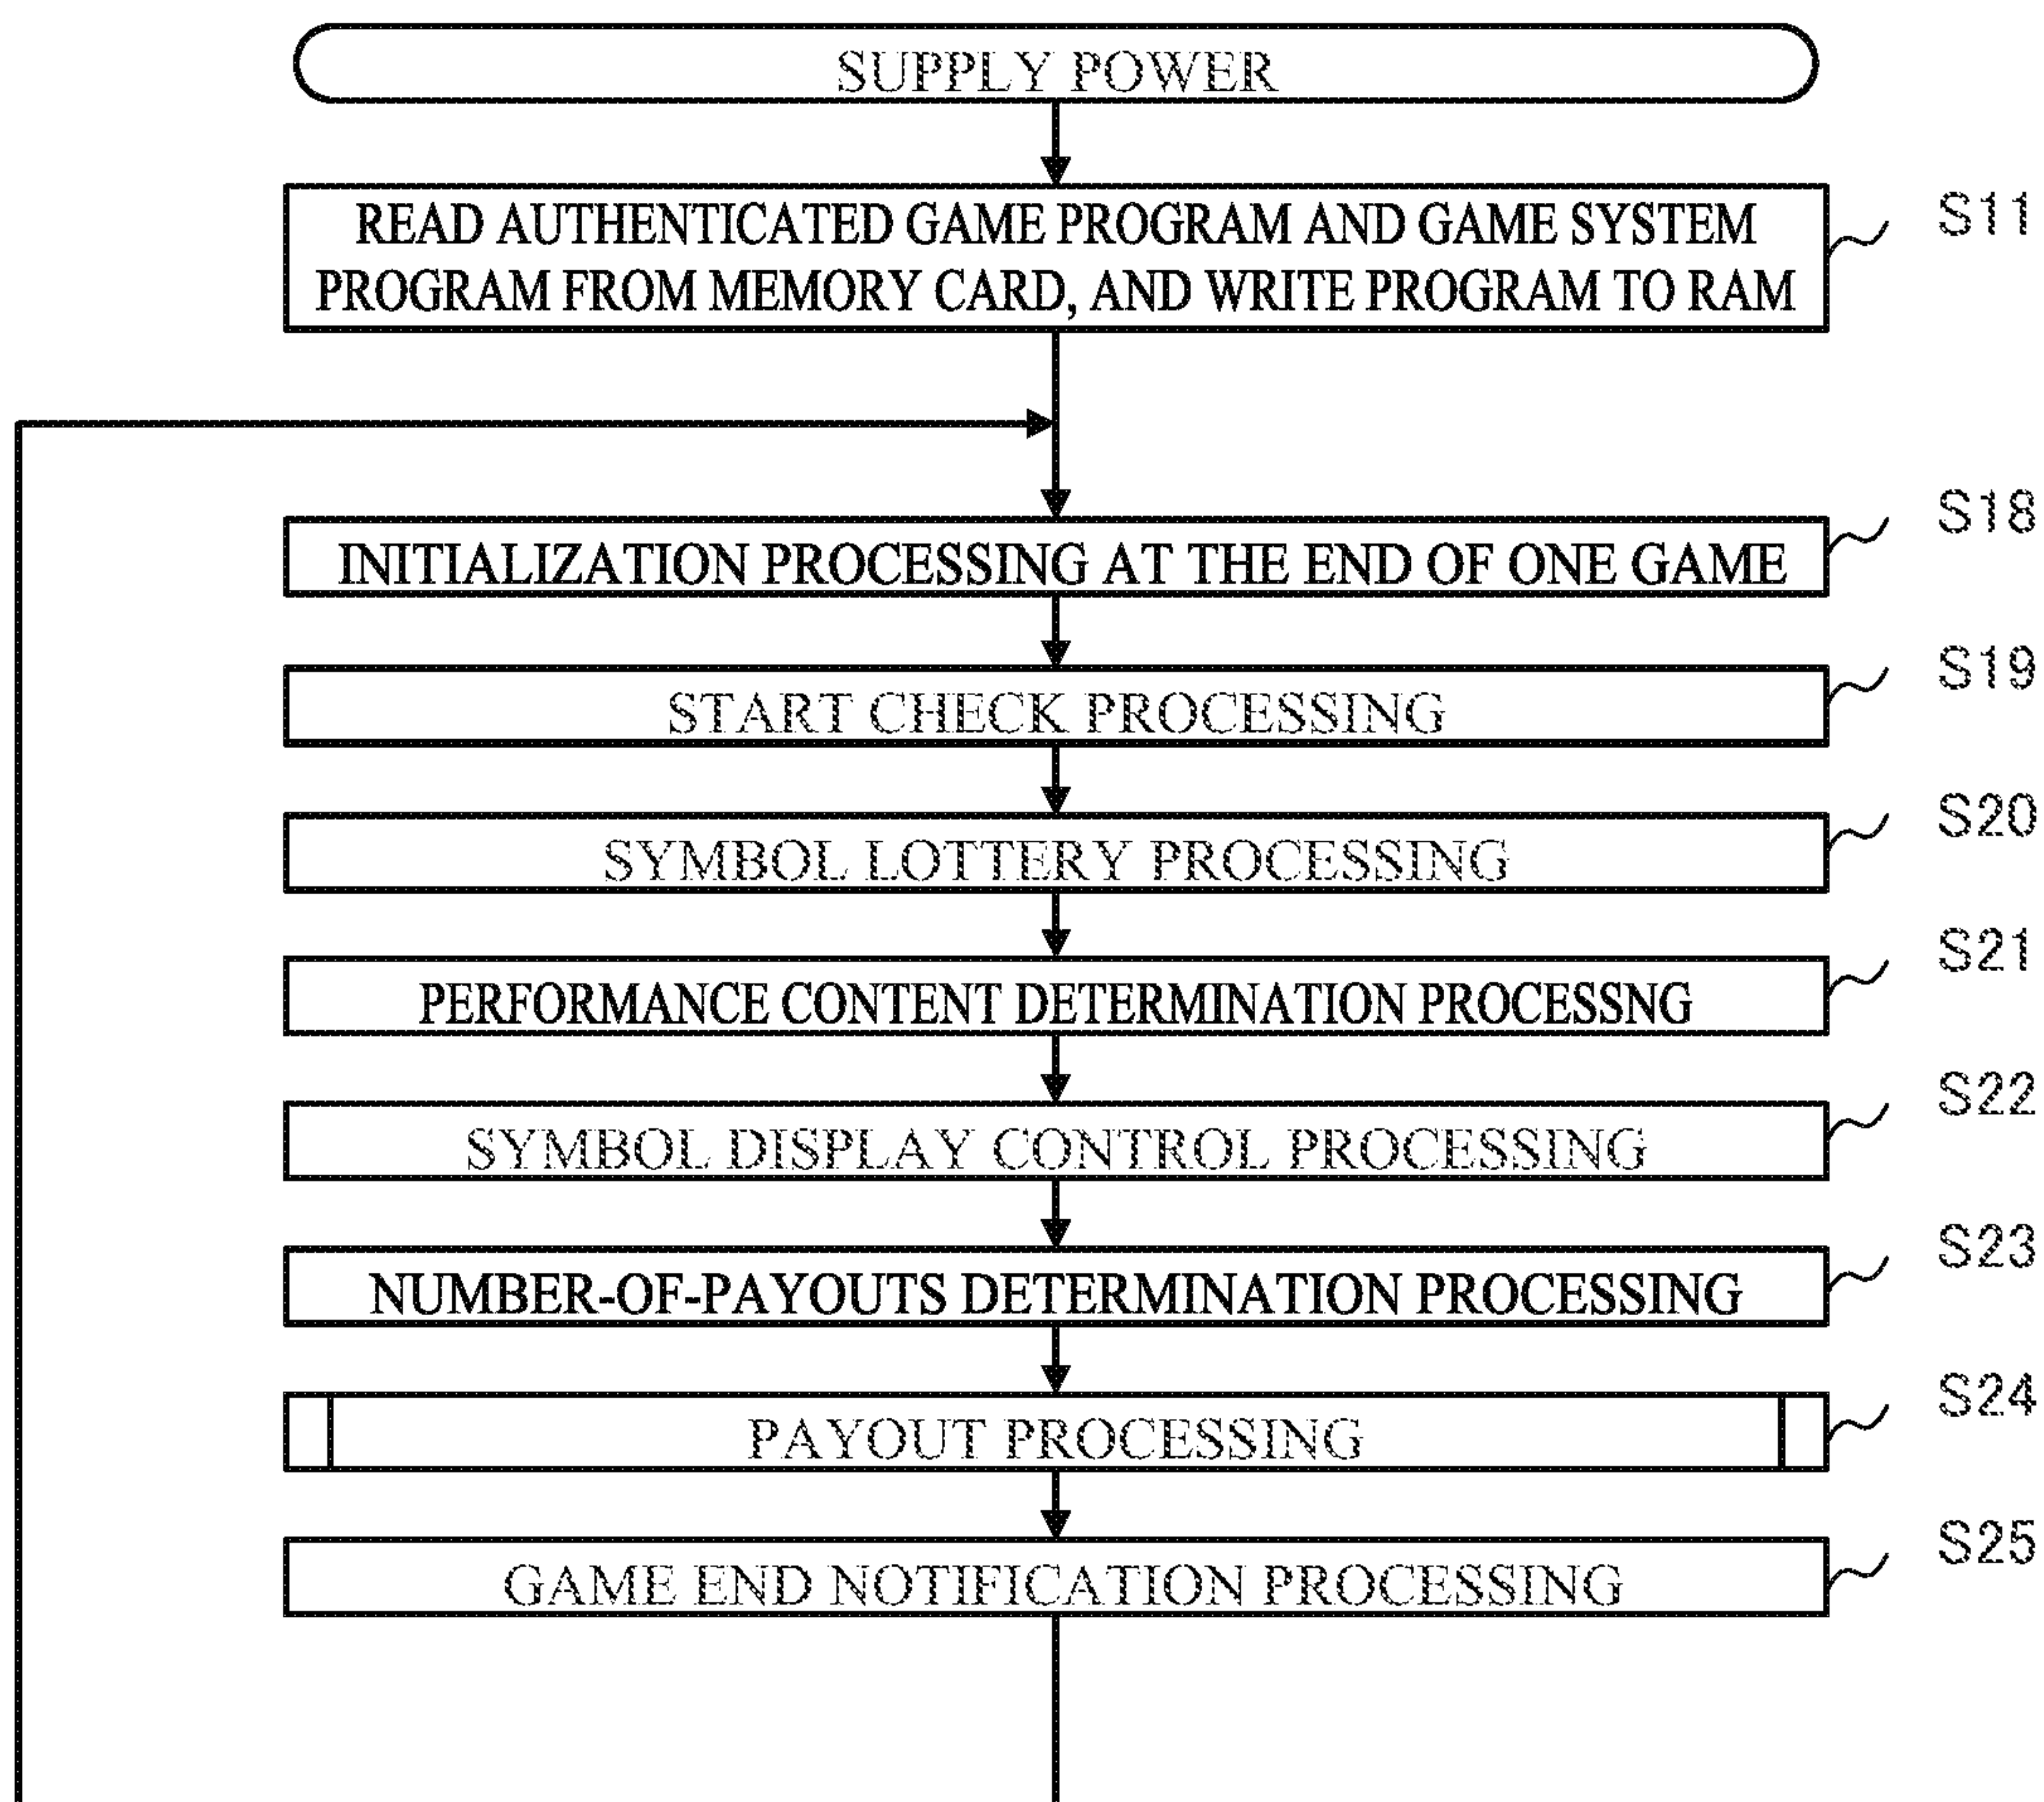 SUPPLY POWER
READ AUTHENTICATED GAME PROGRAM AND GAME SYSTEM
PROGRAM FROM MEMORY CARD, AND WRITE PROGRAM TO RAM
S11
INITIALIZATION PROCESSING AT THE END OF ONE GAME
S18
START CHECK PROCESSING
S19
SYMBOL LOTTERY PROCESSING
S20
PERFORMANCE CONTENT DETERMINATION PROCESSNG
S21
SYMBOL DISPLAY CONTROL PROCESSING
S22
NUMBER-OF-PAYOUTS DETERMINATION PROCESSING
S23
PAYOUT PROCESSING
S24
GAME END NOTIFICATION PROCESSING
S25